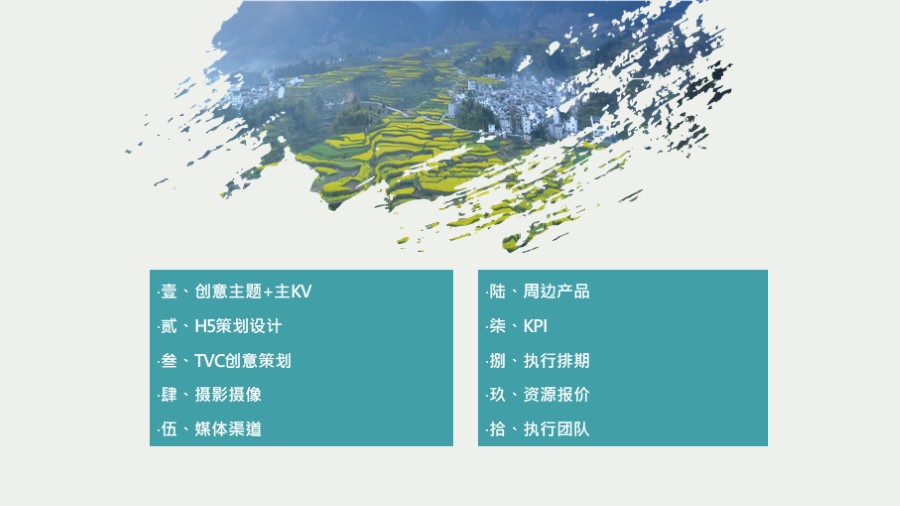 ·壹、创意主题+主KV
·贰、H5策划设计
·叁、TVC创意策划
·肆、摄影摄像
·伍、媒体渠道
·陆、周边产品
·柒、KPI
·捌、执行排期
·玖、资源报价
·拾、执行团队